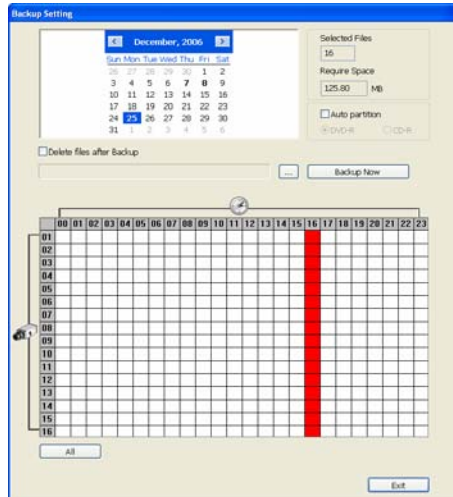 Backup Setting
December, 2006
Sun Mon Tue Wed Thu Fri Sat
26 27 28 29 30 1 2
3 4 5 6 7 8 9
10 11 12 13 14 15 16
17 18 19 20 21 22 23
24 25 26 27 28 29 30
31 1 2 3 4 5 6
Selected Files
16
Require Space
125.80 MB
Auto partition
DVD-R CD-R
Delete files after Backup
... Backup Now
00 01 02 03 04 05 06 07 08 09 10 11 12 13 14 15 16 17 18 19 20 21 22 23
01
02
03
04
05
06
07
08
09
10
11
12
13
14
15
16
All
Exit